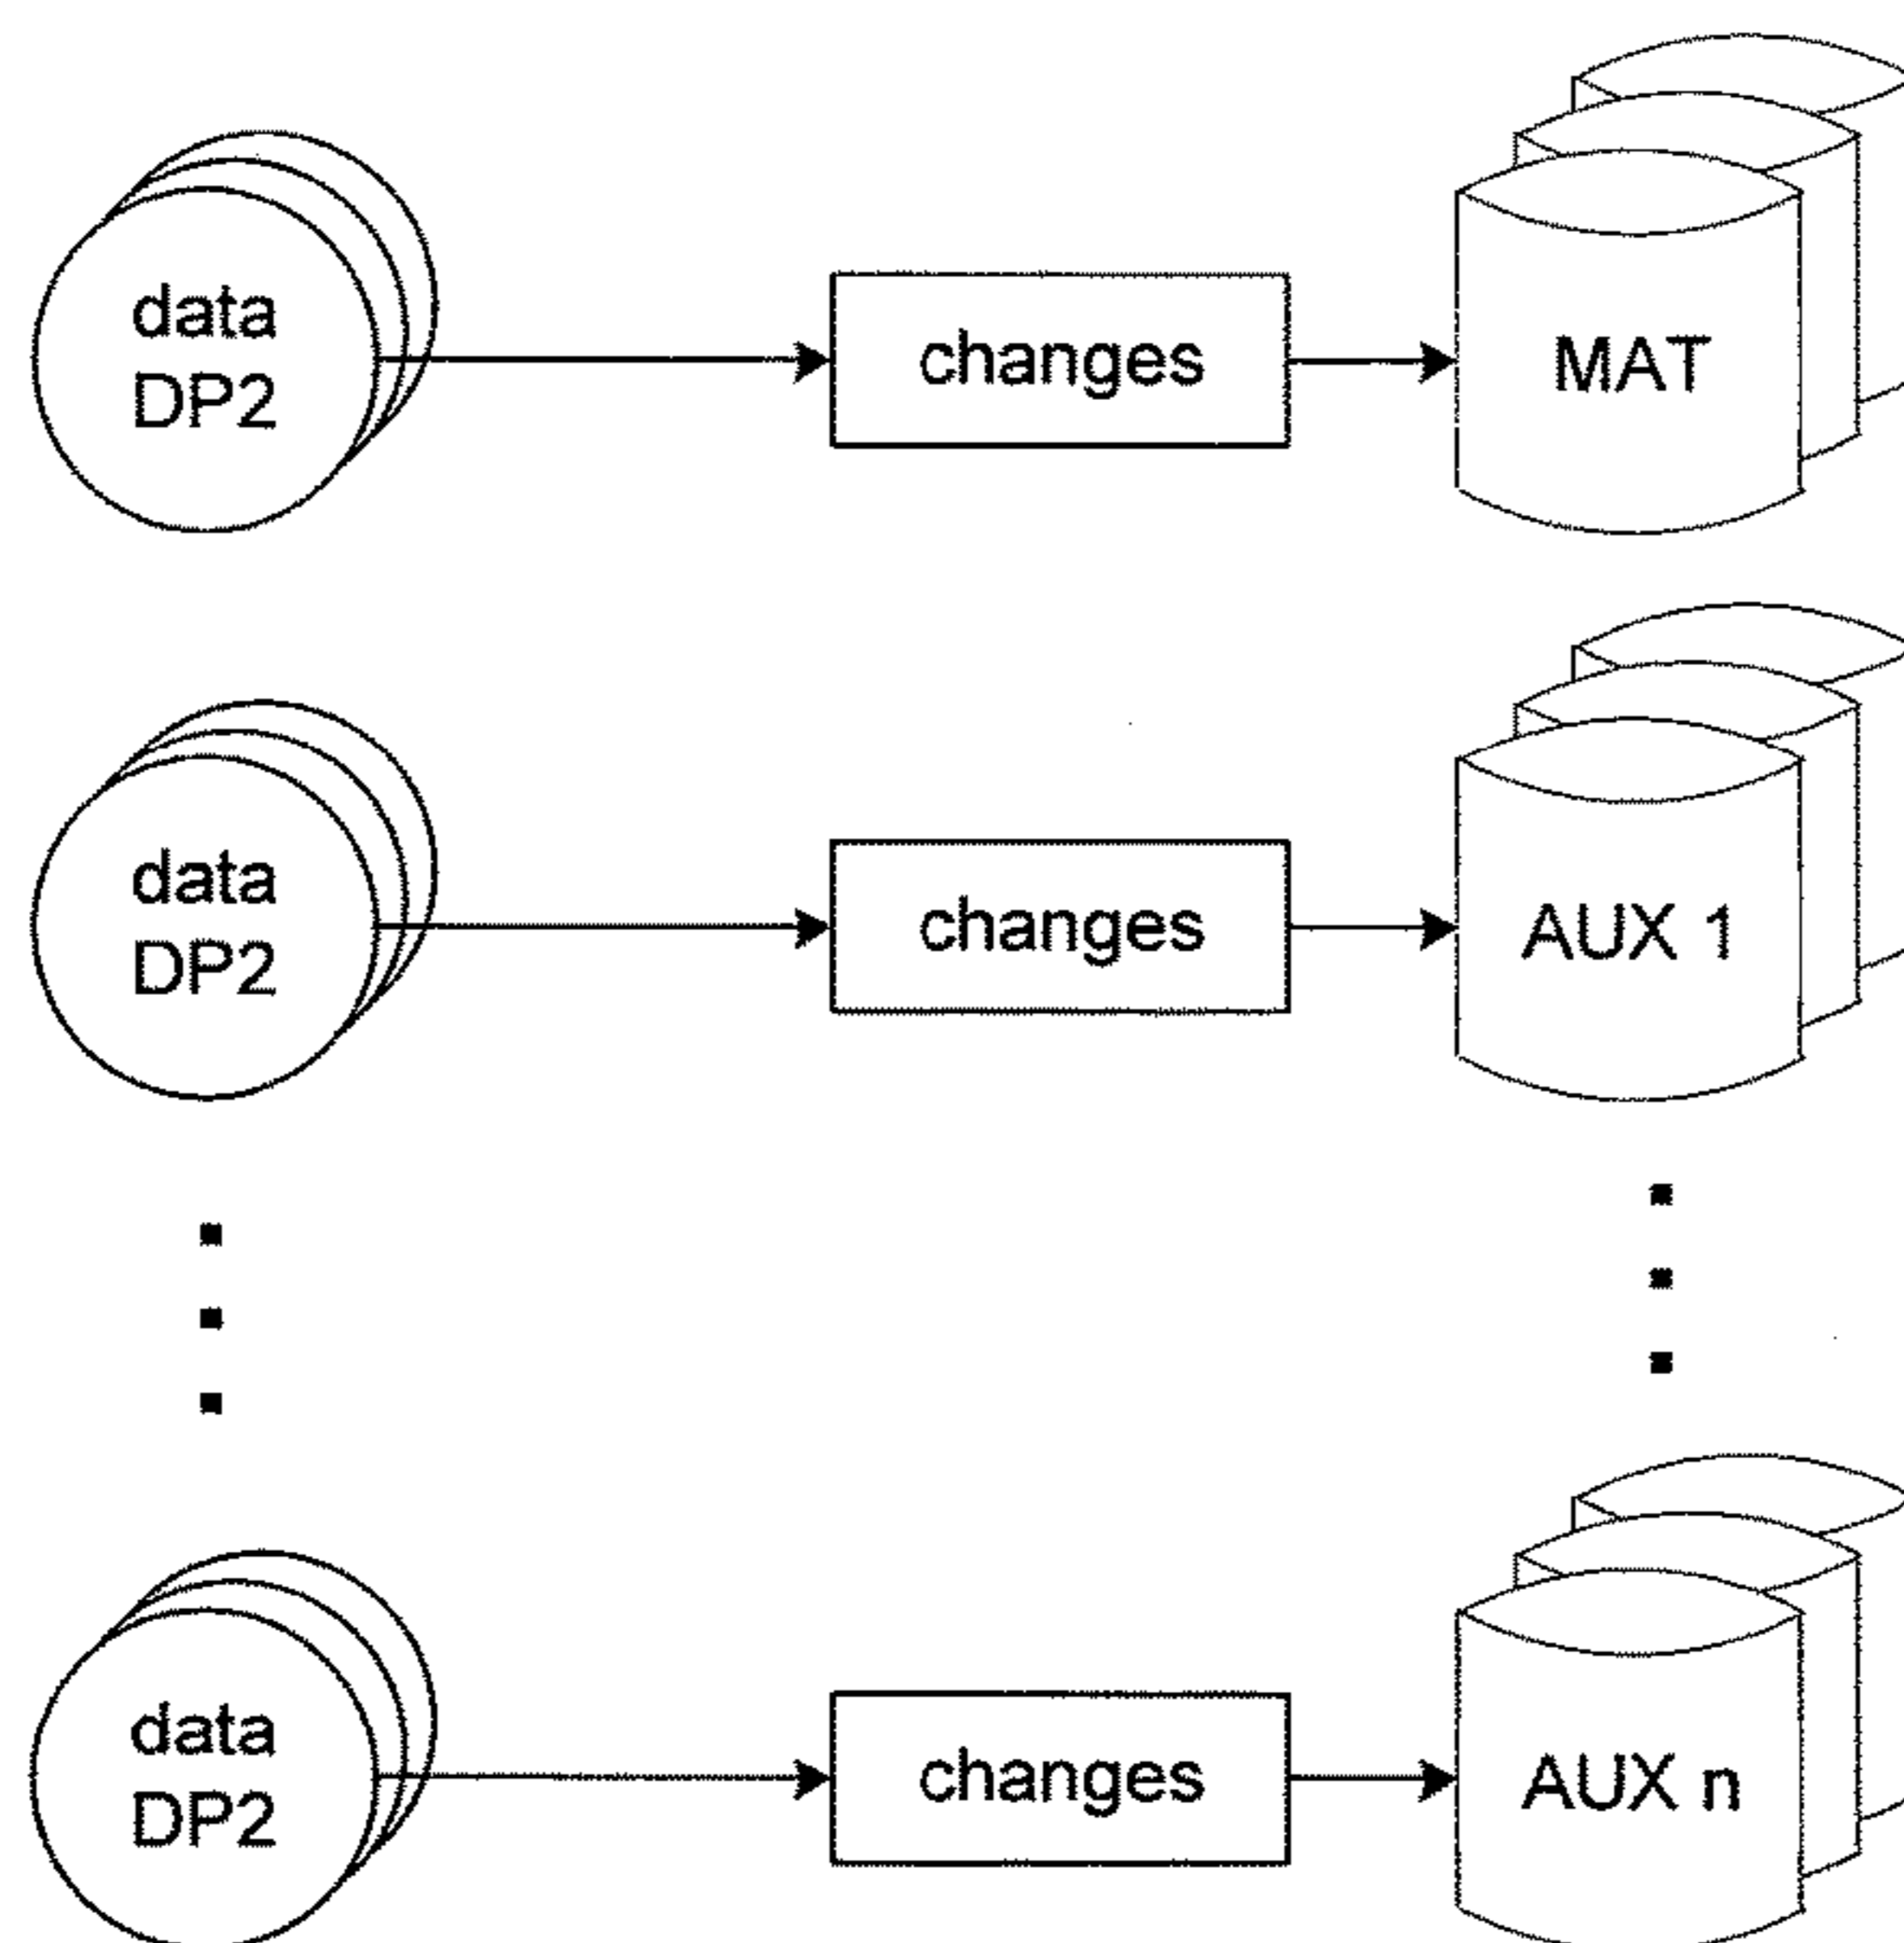 data
DP2
changes
MAT
data
DP2
changes
AUX 1
data
DP2
changes
AUX n